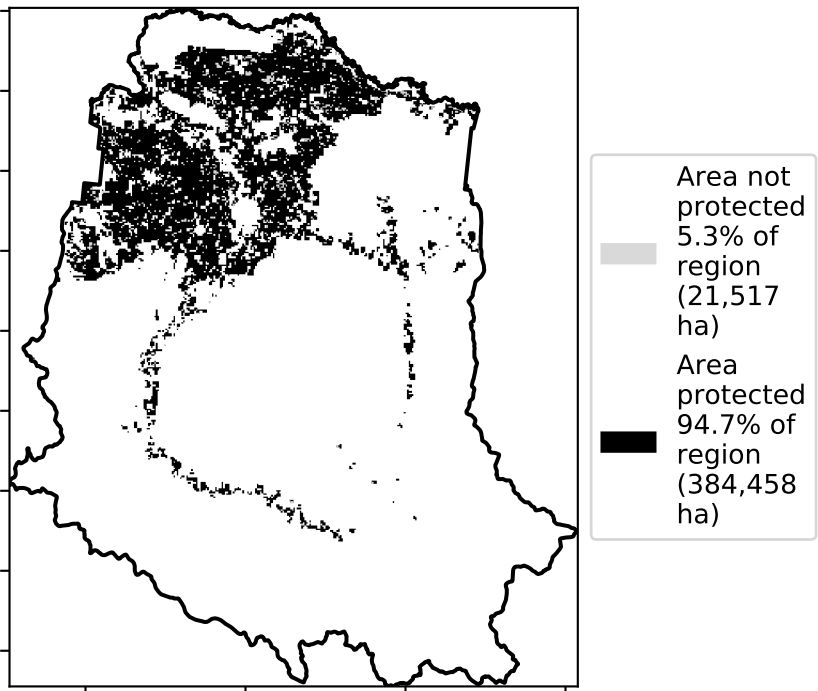 Area not
protected
5.3% of
region
(21,517
ha)
Area
protected
94.7% of
region
(384,458
ha)